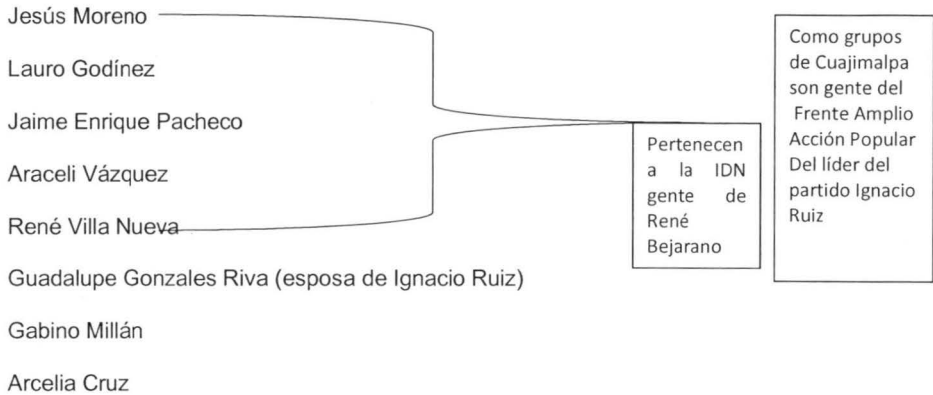 Jesús Moreno
Lauro Godínez
Jaime Enrique Pacheco
Araceli Vázquez
René Villa Nueva
Guadalupe Gonzales Riva (esposa de Ignacio Ruiz)
Gabino Millán
Arcelia Cruz
Pertenecen
a la IDN
gente de
René
Bejarano
Como grupos
de Cuajimalpa
son gente del
Frente Amplio
Acción Popular
Del líder del
partido Ignacio
Ruiz